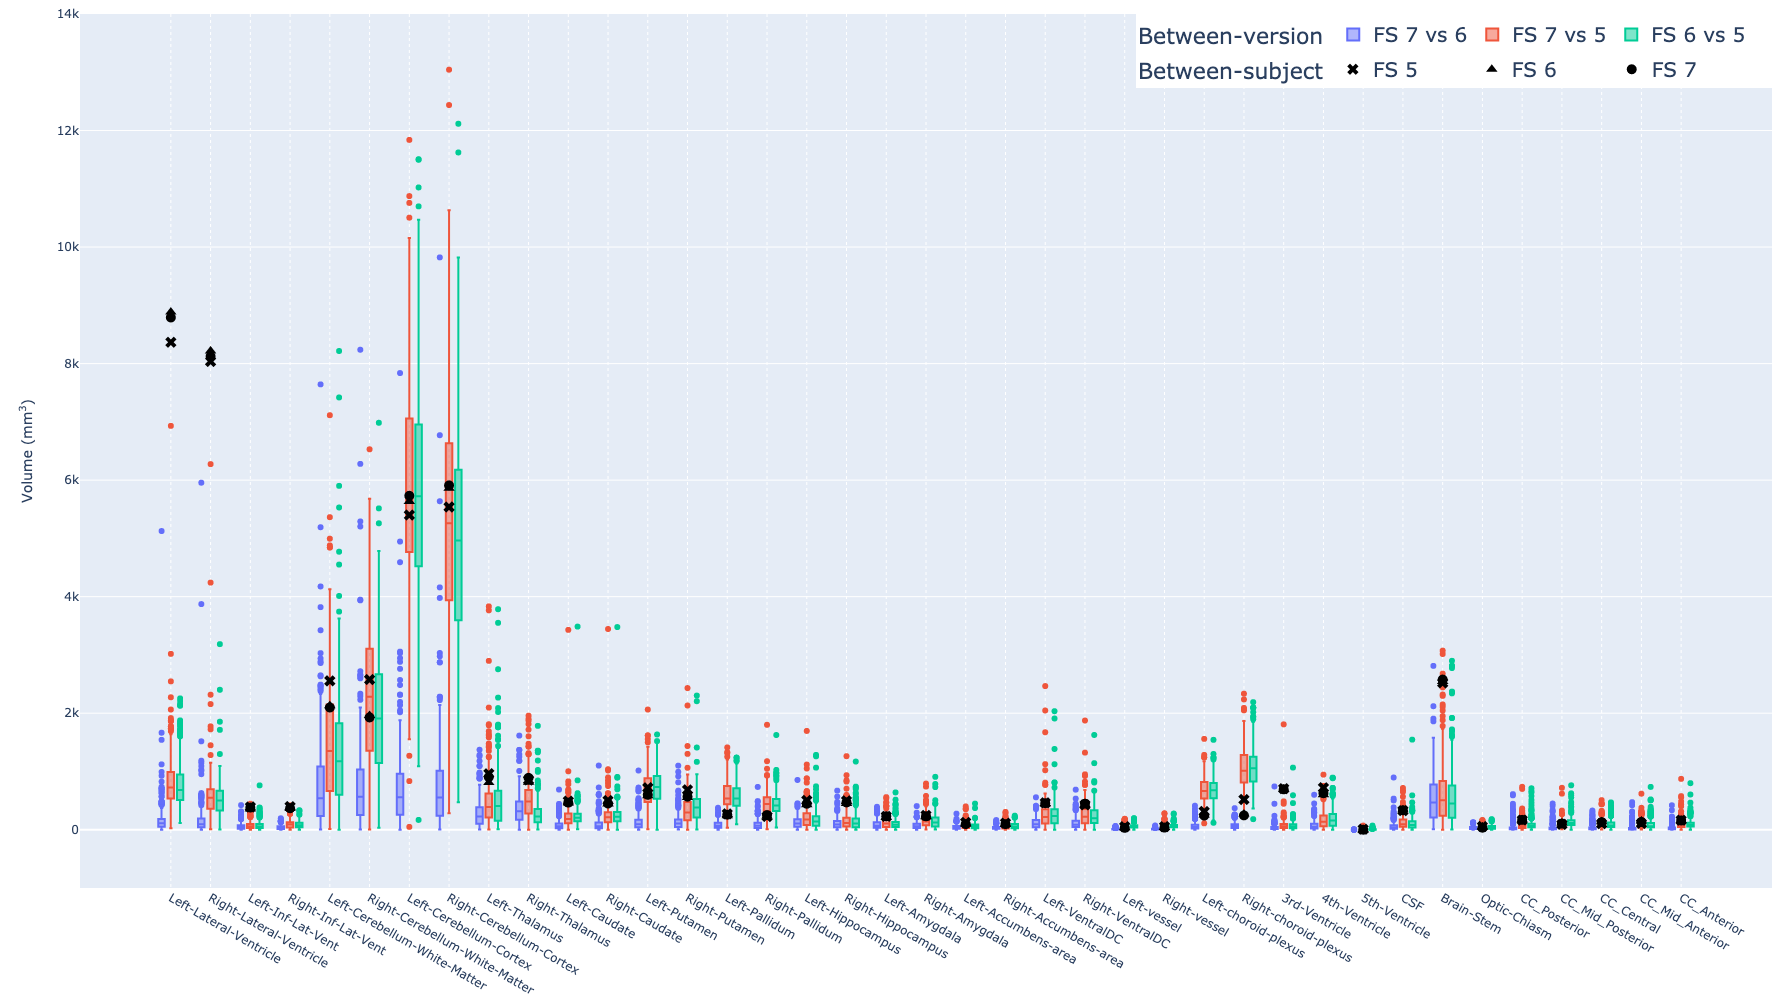 14k
Between-version FS 7 vs 6 FS 7 vs 5 FS 6 vs 5
Between-subject FS 5 FS 6 FS 7
12k
10k
8k
6k
4k
2k
0
Volume (mm³)
Left-Lateral-Ventricle
Right-Lateral-Ventricle
Left-Inf-Lat-Vent
Right-Inf-Lat-Vent
Left-Cerebellum-White-Matter
Right-Cerebellum-White-Matter
Left-Cerebellum-Cortex
Right-Cerebellum-Cortex
Left-Thalamus
Right-Thalamus
Left-Caudate
Right-Caudate
Left-Putamen
Right-Putamen
Left-Pallidum
Right-Pallidum
Left-Hippocampus
Right-Hippocampus
Left-Amygdala
Right-Amygdala
Left-Accumbens-area
Right-Accumbens-area
Left-VentralDC
Right-VentralDC
Left-vessel
Right-vessel
Left-choroid-plexus
Right-choroid-plexus
3rd-Ventricle
4th-Ventricle
5th-Ventricle
CSF
Brain-Stem
Optic-Chiasm
CC_Posterior
CC_Mid_Posterior
CC_Central
CC_Mid_Anterior
CC_Anterior